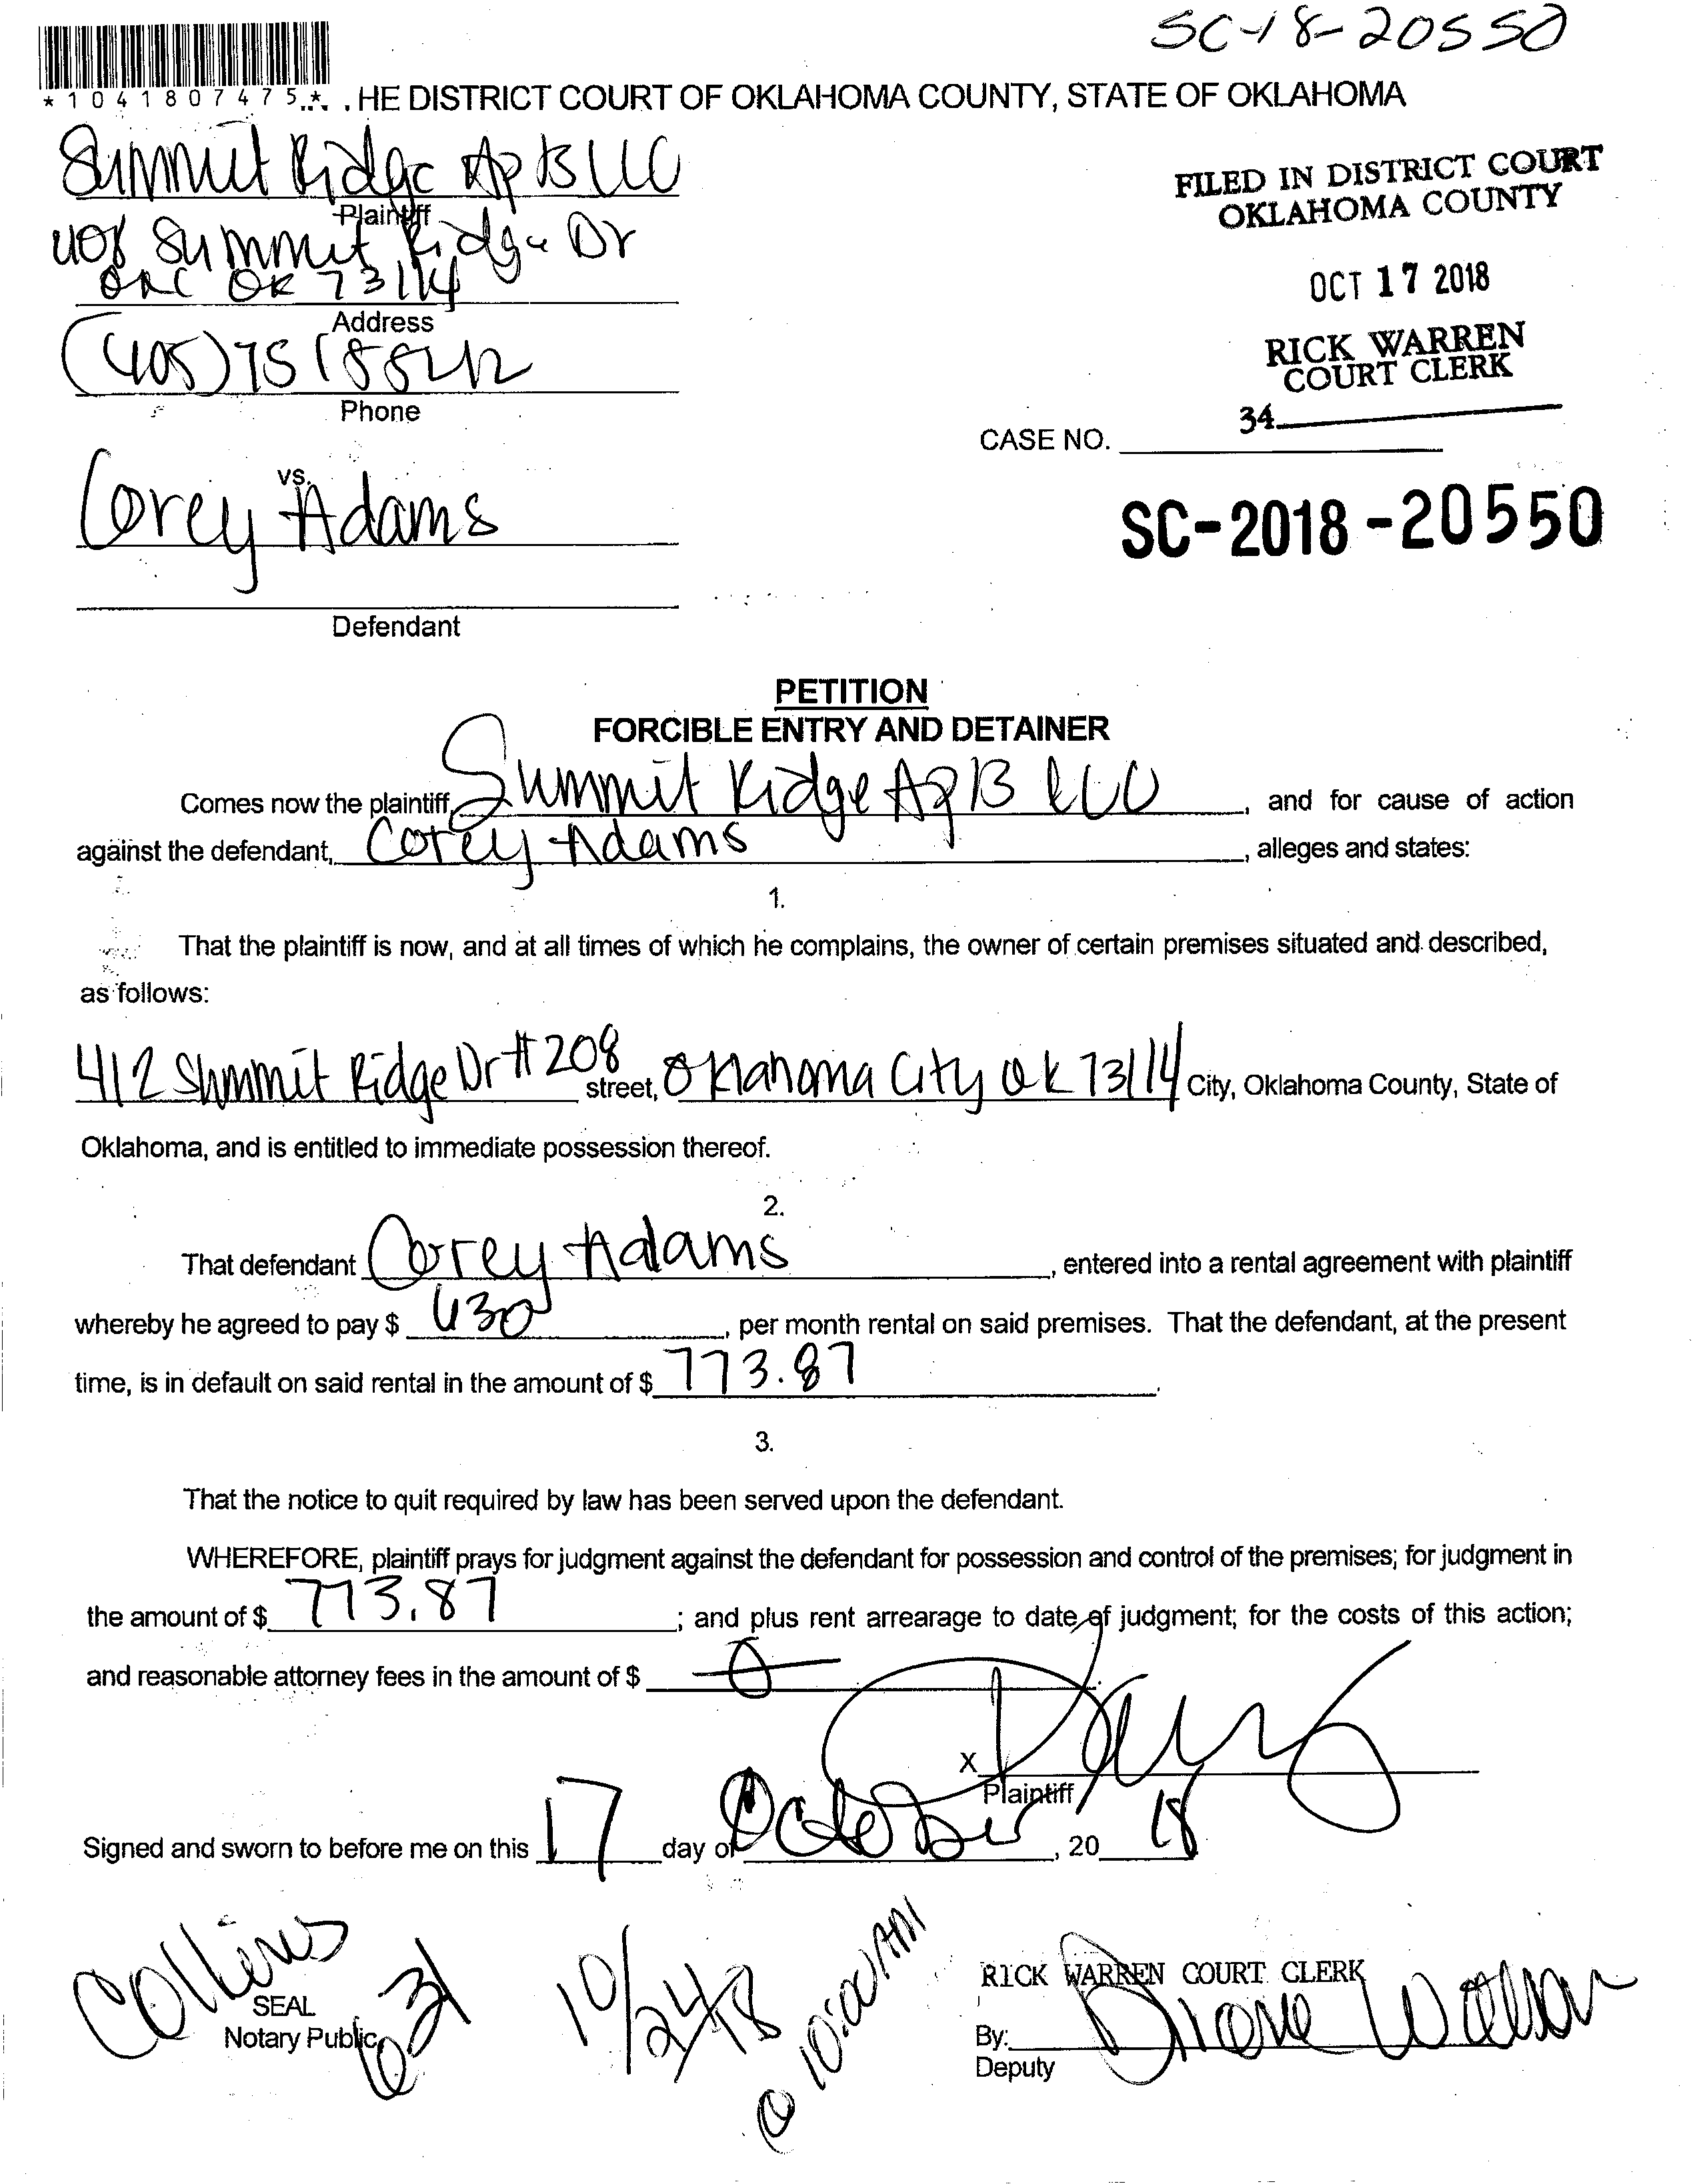 SC-18-20550
*1041807475*
HE DISTRICT COURT OF OKLAHOMA COUNTY, STATE OF OKLAHOMA
Summit Ridge Apts LLC
Plaintiff
408 Summit Ridge Dr
OKC OK 73114
Address
(405)
Phone
FILED IN DISTRICT COURT
OKLAHOMA COUNTY
OCT 17 2018
RICK WARREN
COURT CLERK
34
CASE NO.
SC-2018-20550
vs.
Corey Adams
Defendant
PETITION
FORCIBLE ENTRY AND DETAINER
Comes now the plaintiff, Summit Ridge Apts LLC, and for cause of action
against the defendant, Corey Adams, alleges and states:
1.
That the plaintiff is now, and at all times of which he complains, the owner of certain premises situated and described,
as follows:
412 Summit Ridge Dr #208 street, Oklahoma City Ok 73114 City, Oklahoma County, State of
Oklahoma, and is entitled to immediate possession thereof.
2.
That defendant Corey Adams, entered into a rental agreement with plaintiff
whereby he agreed to pay $ 630, per month rental on said premises. That the defendant, at the present
time, is in default on said rental in the amount of $ 773.87.
3.
That the notice to quit required by law has been served upon the defendant.
WHEREFORE, plaintiff prays for judgment against the defendant for possession and control of the premises; for judgment in
the amount of $ 773.87; and plus rent arrearage to date of judgment; for the costs of this action;
and reasonable attorney fees in the amount of $ 0.
X
Plaintiff
Signed and sworn to before me on this 17 day of October, 20 18
Collins
SEAL
Notary Public
10/24/18
@ 10:00 AM
RICK WARREN COURT CLERK
By: Diane
Deputy